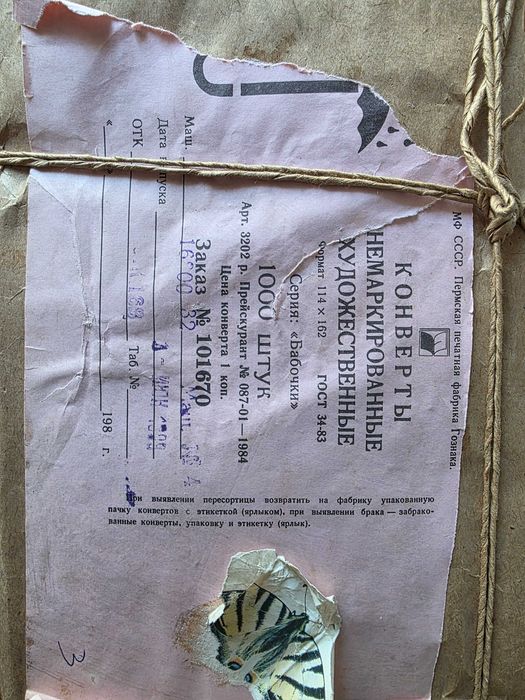 МФ СССР. Пермская печатная фабрика Гознака.
КОНВЕРТЫ
НЕМАРКИРОВАННЫЕ
ХУДОЖЕСТВЕННЫЕ
Формат 114 × 162 ГОСТ 34-83
Серия: «Бабочки»
1000 ШТУК
Арт. 3202 р. Прейскурант № 087-01—1984
Цена конверта 1 коп.
Заказ № 101670
Маш.
Дата
ОТК Таб. №
« » 198 г.
При выявлении пересортицы возвратить на фабрику упакованную
пачку конвертов с этикеткой (ярлыком), при выявлении брака — забрако-
ванные конверты, упаковку и этикетку (ярлык).
3